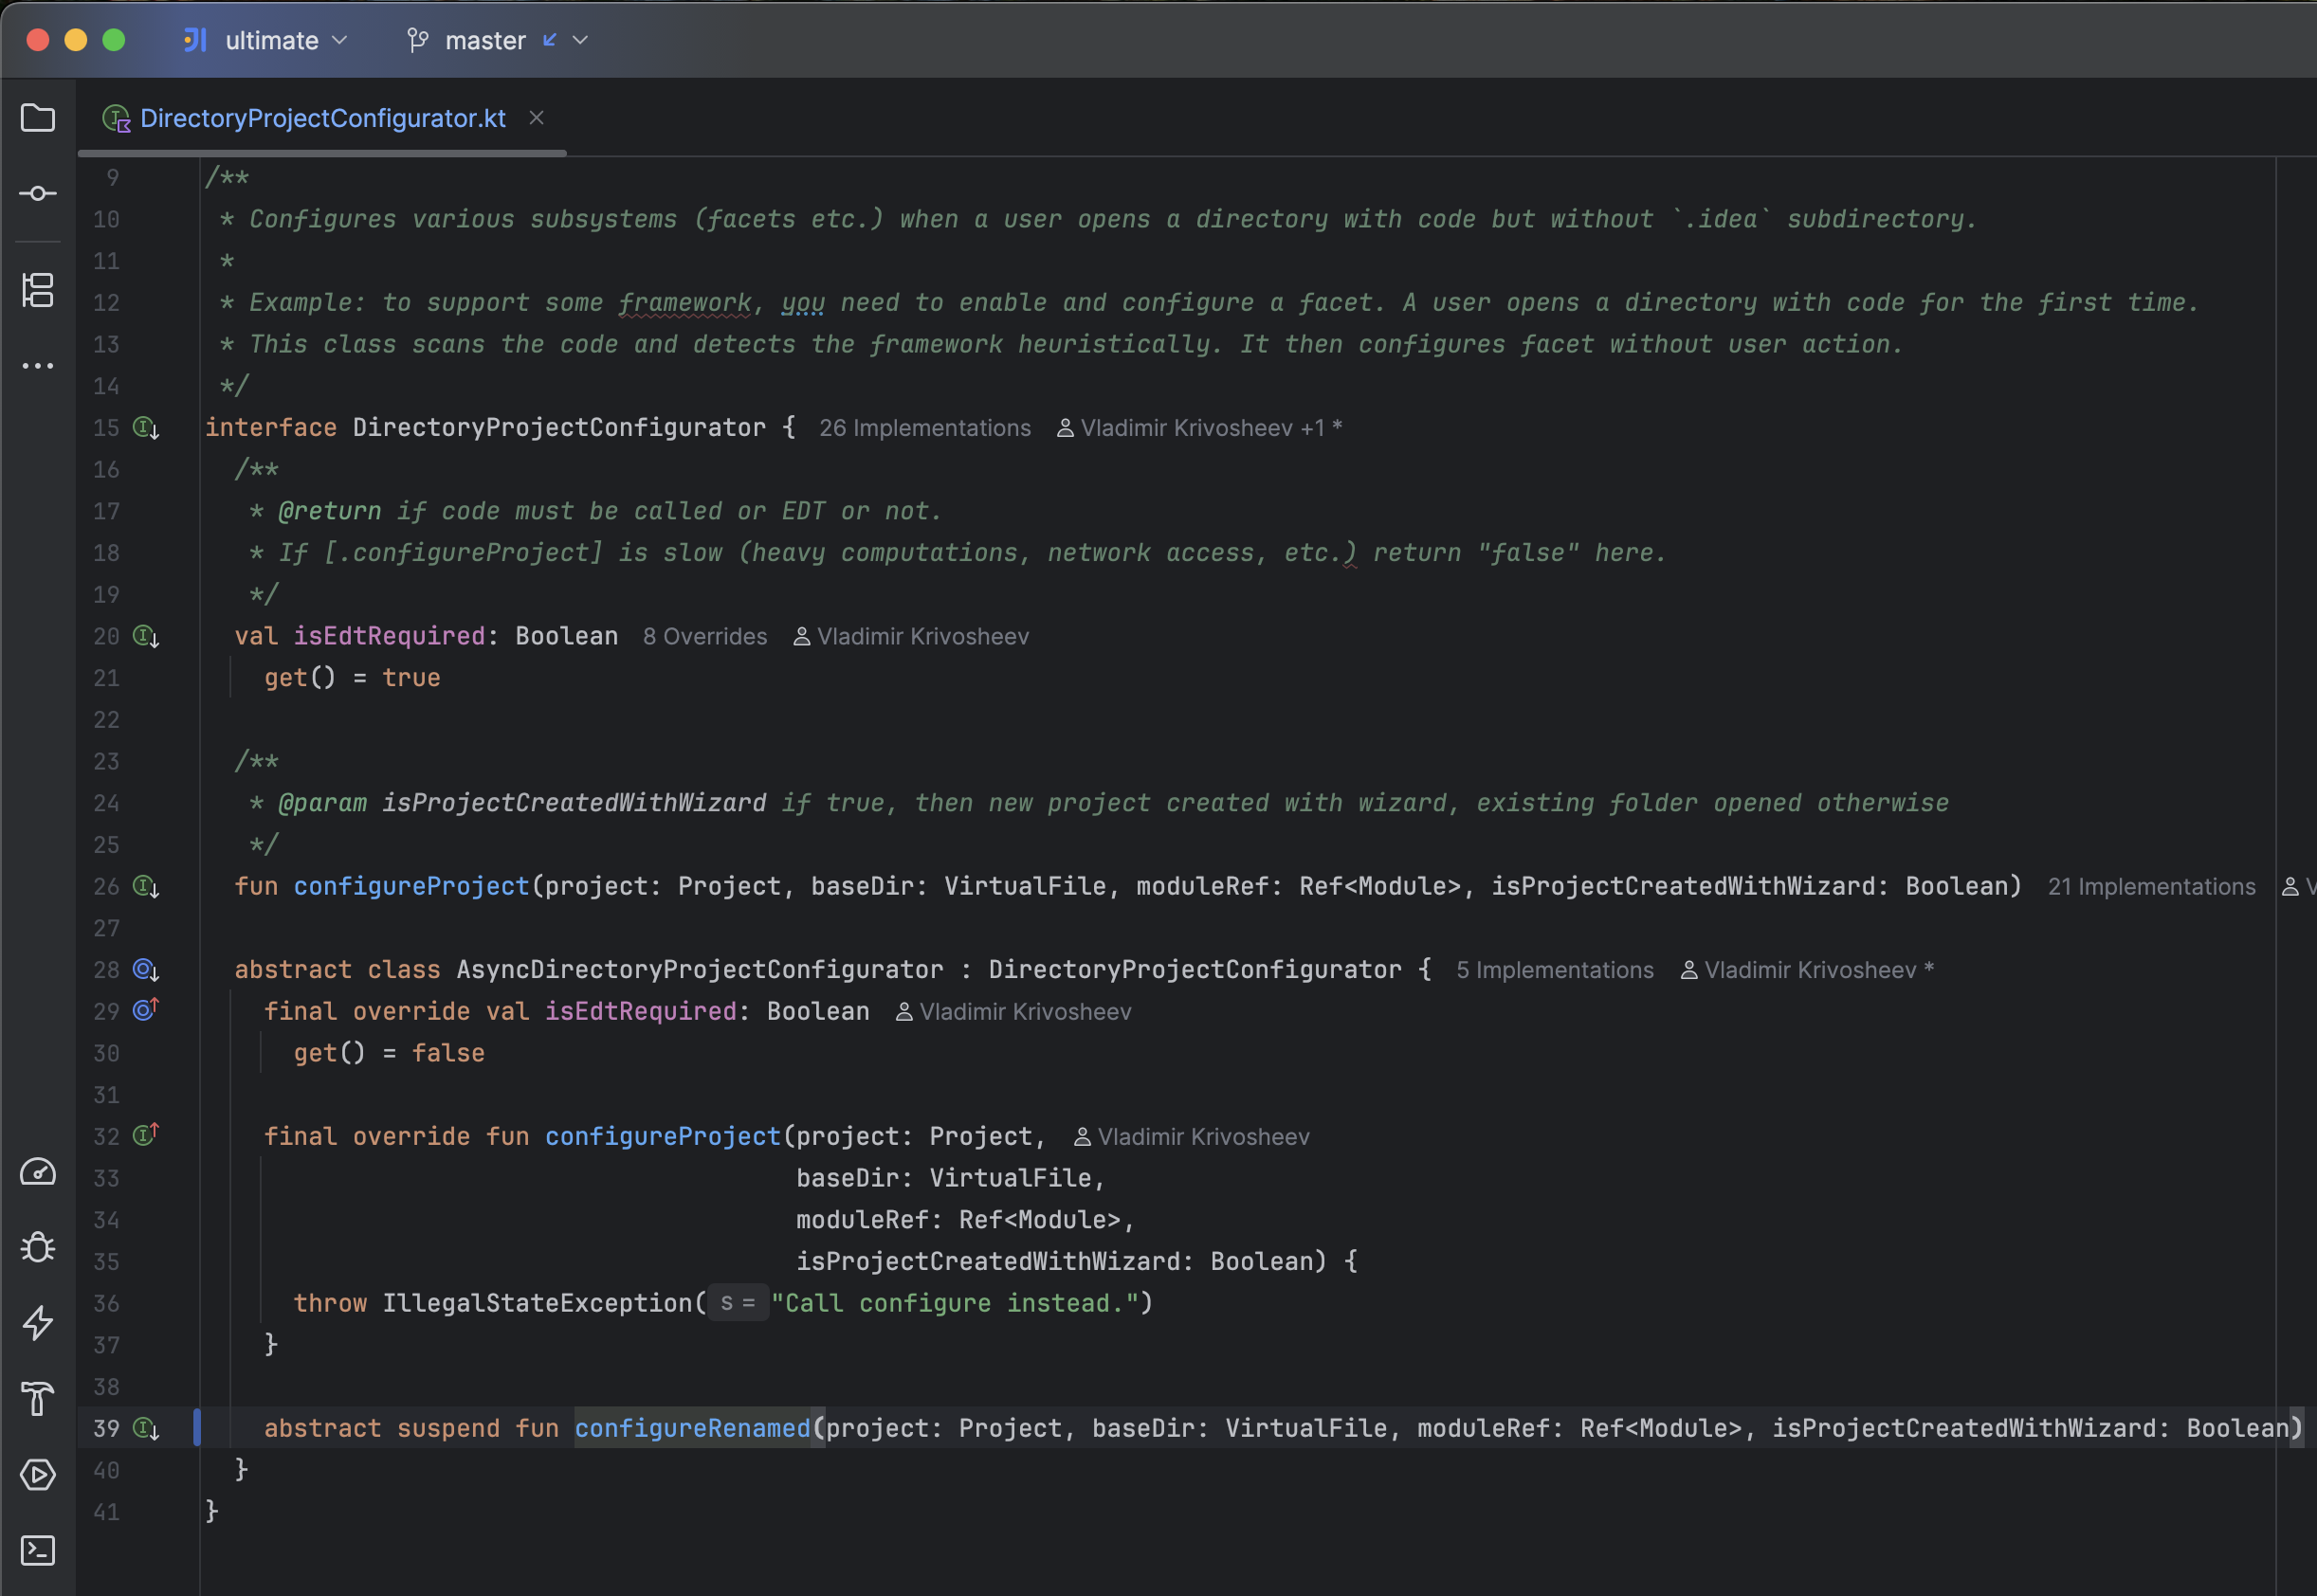 ultimate master
DirectoryProjectConfigurator.kt
9 /**
10 * Configures various subsystems (facets etc.) when a user opens a directory with code but without `.idea` subdirectory.
11 *
12 * Example: to support some framework, you need to enable and configure a facet. A user opens a directory with code for the first time.
13 * This class scans the code and detects the framework heuristically. It then configures facet without user action.
14 */
15 interface DirectoryProjectConfigurator { 26 Implementations Vladimir Krivosheev +1 *
16 /**
17 * @return if code must be called or EDT or not.
18 * If [.configureProject] is slow (heavy computations, network access, etc.) return "false" here.
19 */
20 val isEdtRequired: Boolean 8 Overrides Vladimir Krivosheev
21 get() = true
22
23 /**
24 * @param isProjectCreatedWithWizard if true, then new project created with wizard, existing folder opened otherwise
25 */
26 fun configureProject(project: Project, baseDir: VirtualFile, moduleRef: Ref<Module>, isProjectCreatedWithWizard: Boolean) 21 Implementations V
27
28 abstract class AsyncDirectoryProjectConfigurator : DirectoryProjectConfigurator { 5 Implementations Vladimir Krivosheev *
29 final override val isEdtRequired: Boolean Vladimir Krivosheev
30 get() = false
31
32 final override fun configureProject(project: Project, Vladimir Krivosheev
33 baseDir: VirtualFile,
34 moduleRef: Ref<Module>,
35 isProjectCreatedWithWizard: Boolean) {
36 throw IllegalStateException( s = "Call configure instead.")
37 }
38
39 abstract suspend fun configureRenamed(project: Project, baseDir: VirtualFile, moduleRef: Ref<Module>, isProjectCreatedWithWizard: Boolean)
40 }
41 }